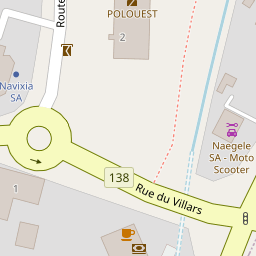 POLOUEST
Route
2
Navixia
SA
Naegele
SA - Moto
Scooter
138
Rue du Villars
1